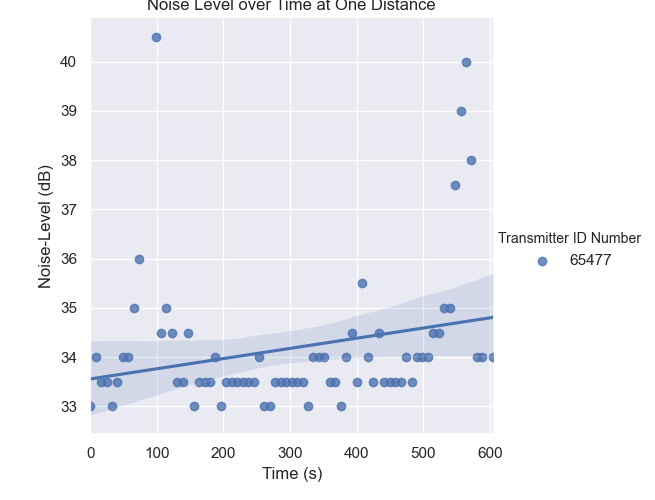 Noise Level over Time at One Distance
40
39
38
37
36
35
34
33
Noise-Level (dB)
0 100 200 300 400 500 600
Time (s)
Transmitter ID Number
65477